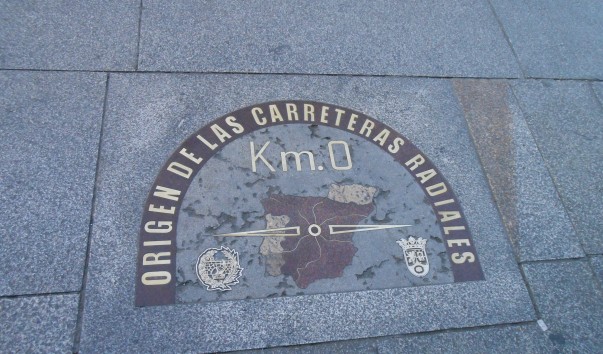 ORIGEN DE LAS CARRETERAS RADIALES
Km.0